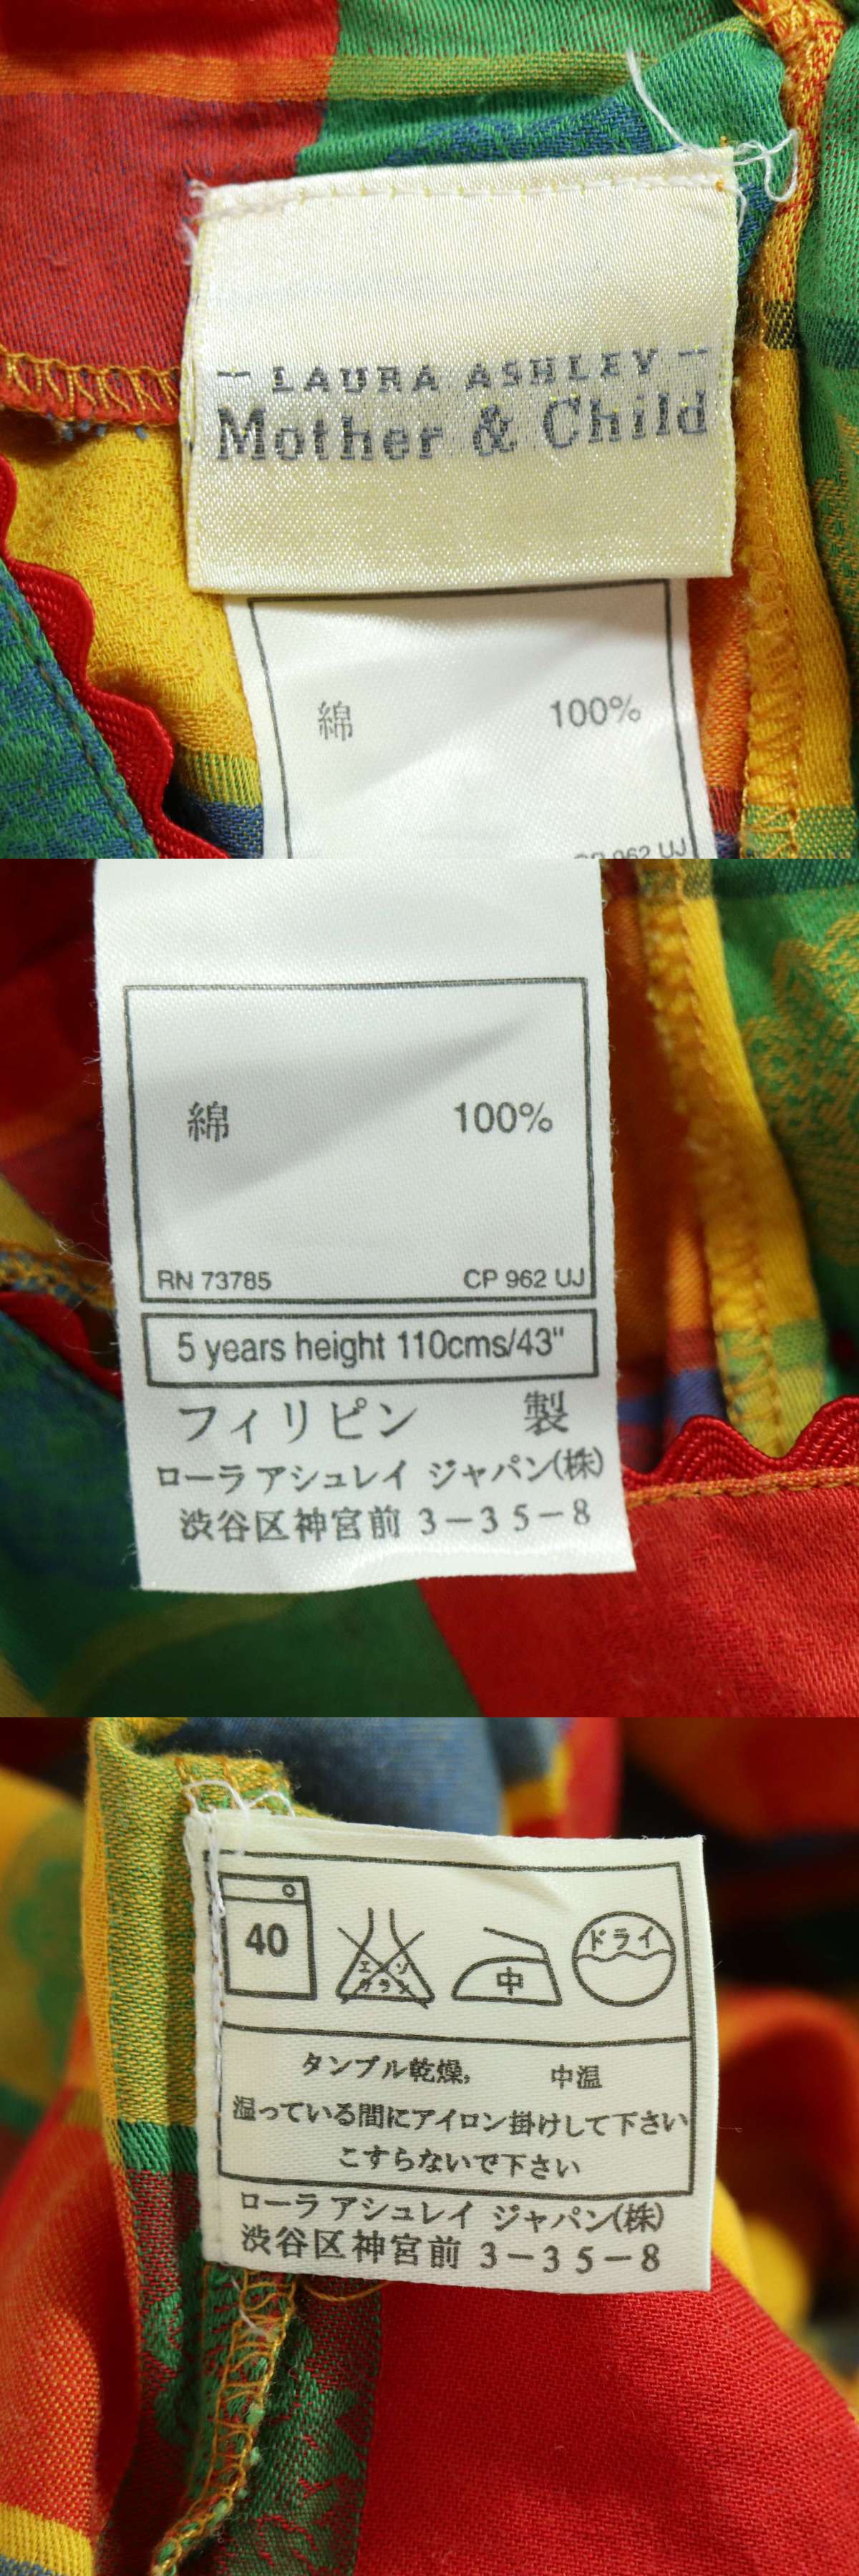 — LAURA ASHLEY —
Mother & Child
綿 100%
CP 962 UJ
綿 100%
RN 73785 CP 962 UJ
5 years height 110cms/43"
フィリピン 製
ローラ アシュレイ ジャパン(株)
渋谷区神宮前 3−35−8
40
エンソ
カラサ
中
ドライ
タンブル乾燥, 中温
湿っている間にアイロン掛けして下さい
こすらないで下さい
ローラ アシュレイ ジャパン(株)
渋谷区神宮前 3−35−8